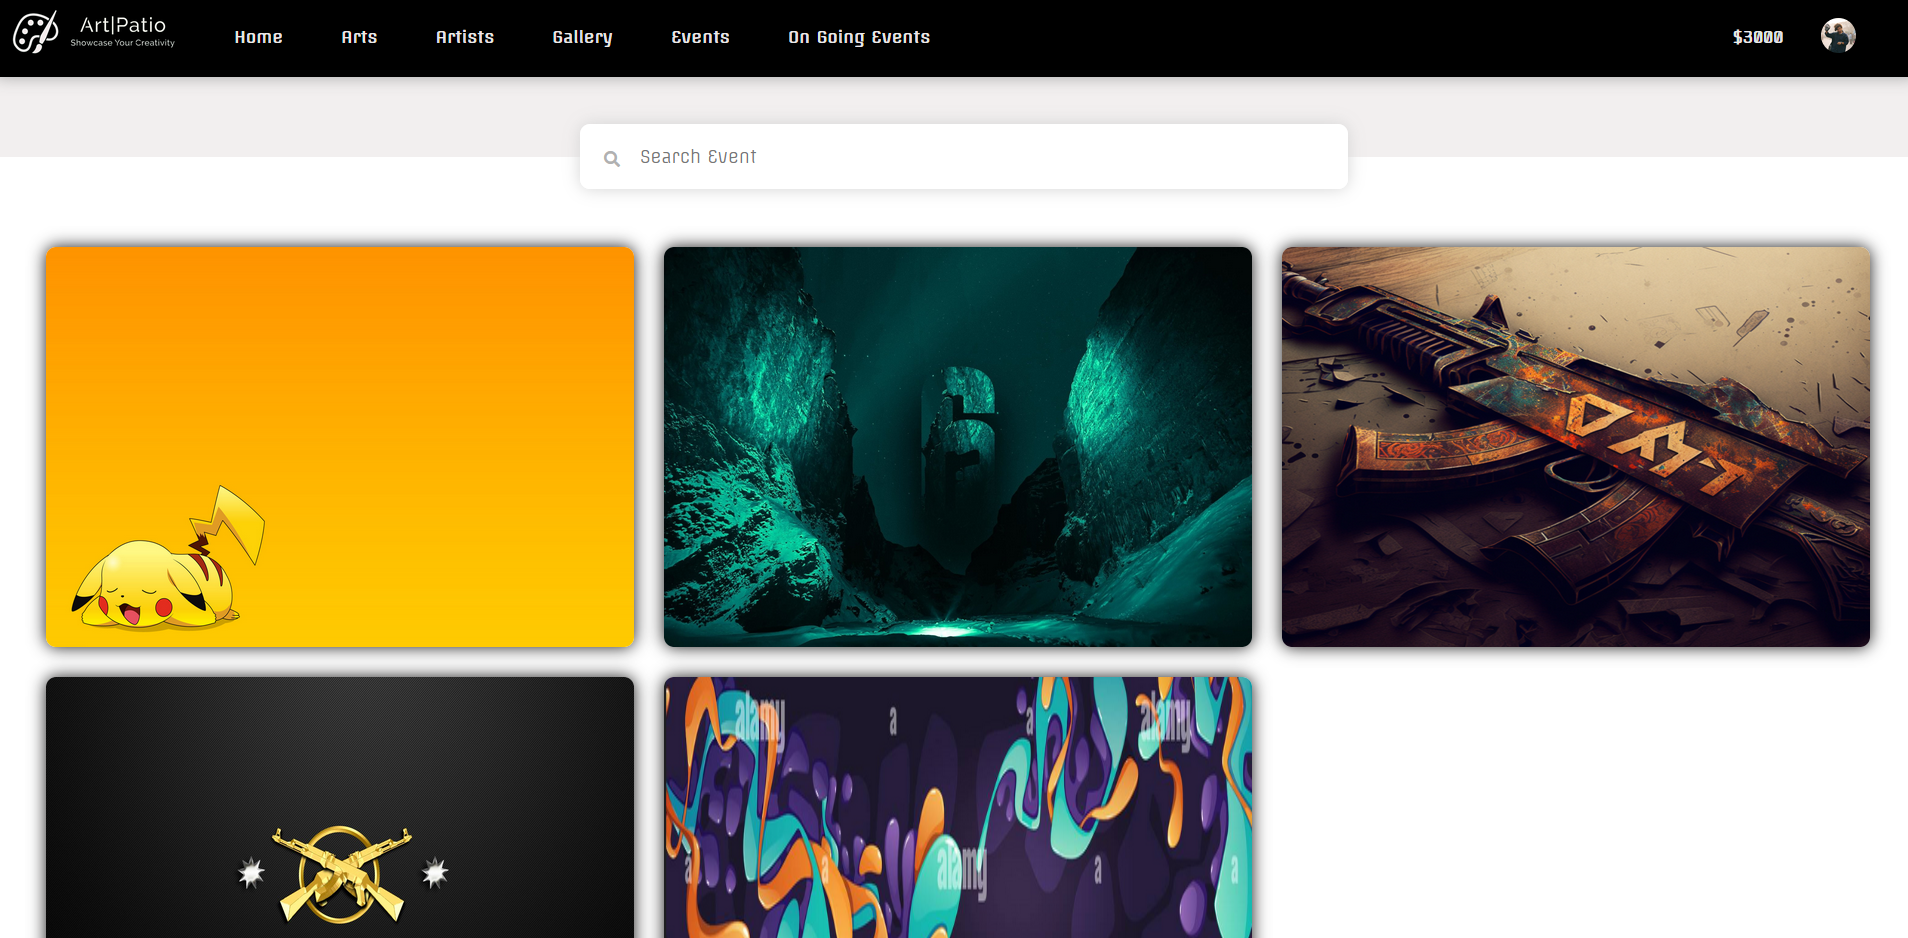 Art|Patio
Showcase Your Creativity
Home
Arts
Artists
Gallery
Events
On Going Events
$3000
Search Event
6
alamy
a
a
alamy
a
a
alamy
a
a